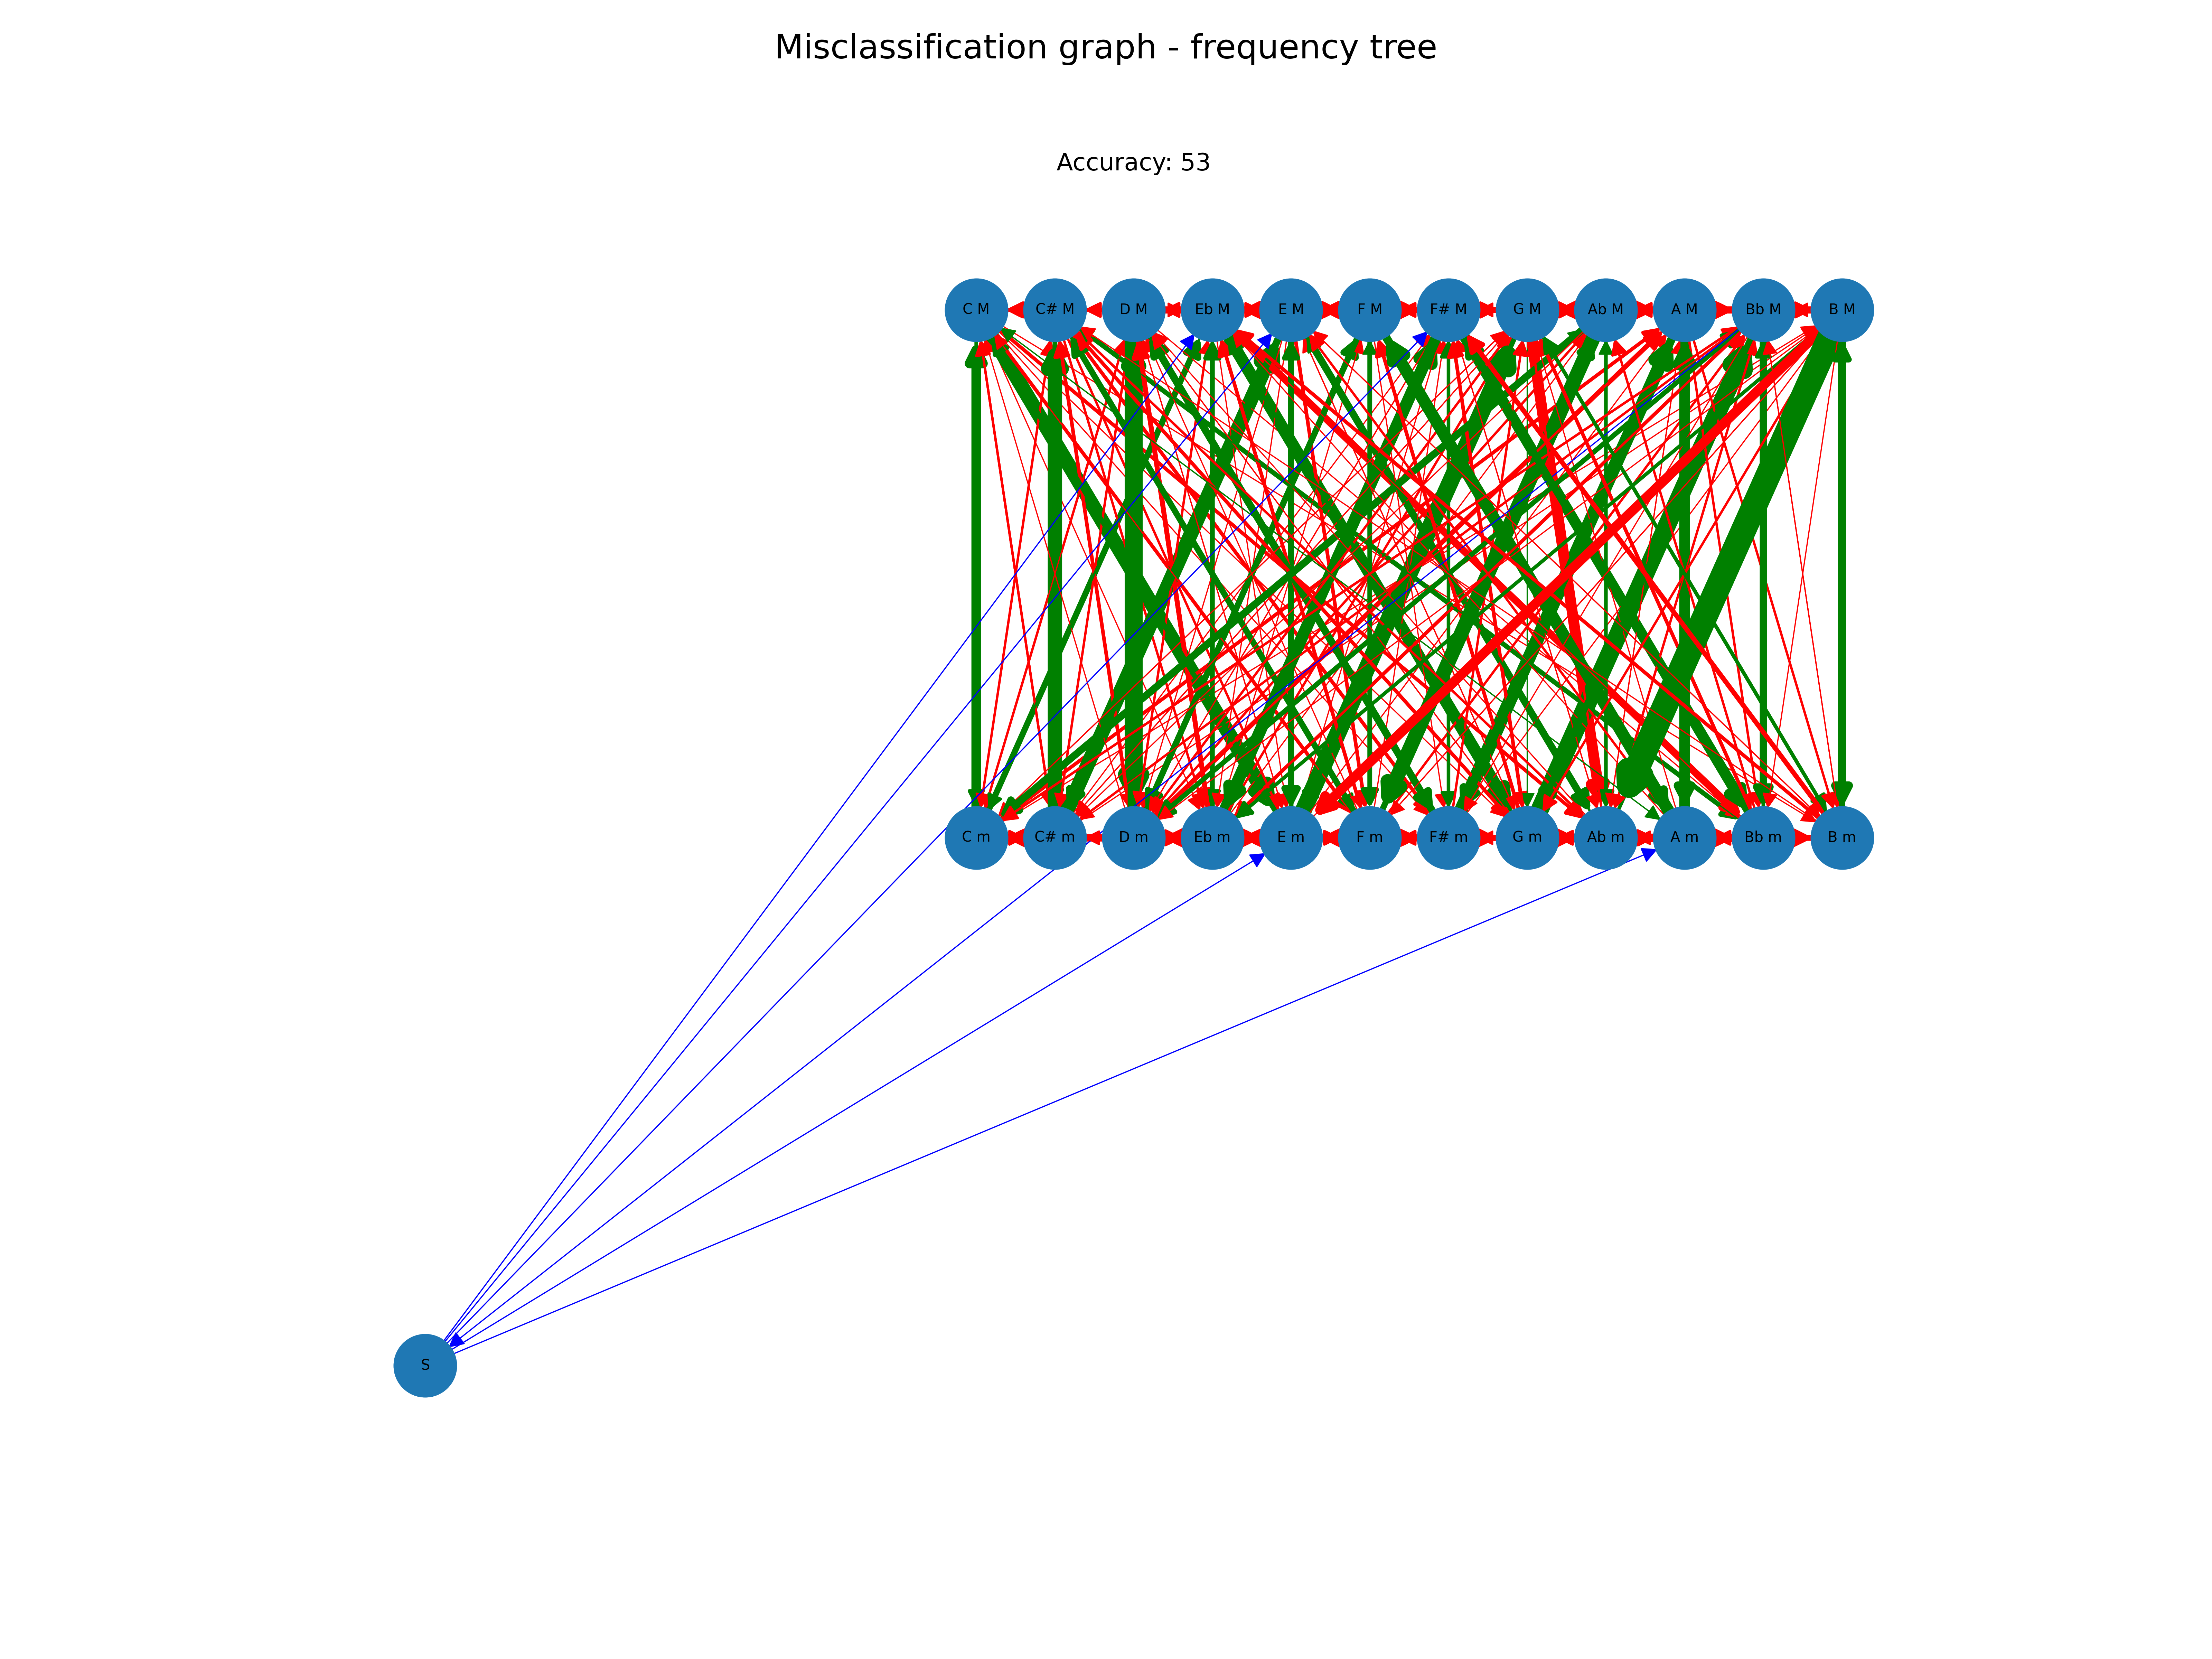 Misclassification graph - frequency tree
Accuracy: 53
C M C# M D M Eb M E M F M F# M G M Ab M A M Bb M B M
C m C# m D m Eb m E m F m F# m G m Ab m A m Bb m B m
S